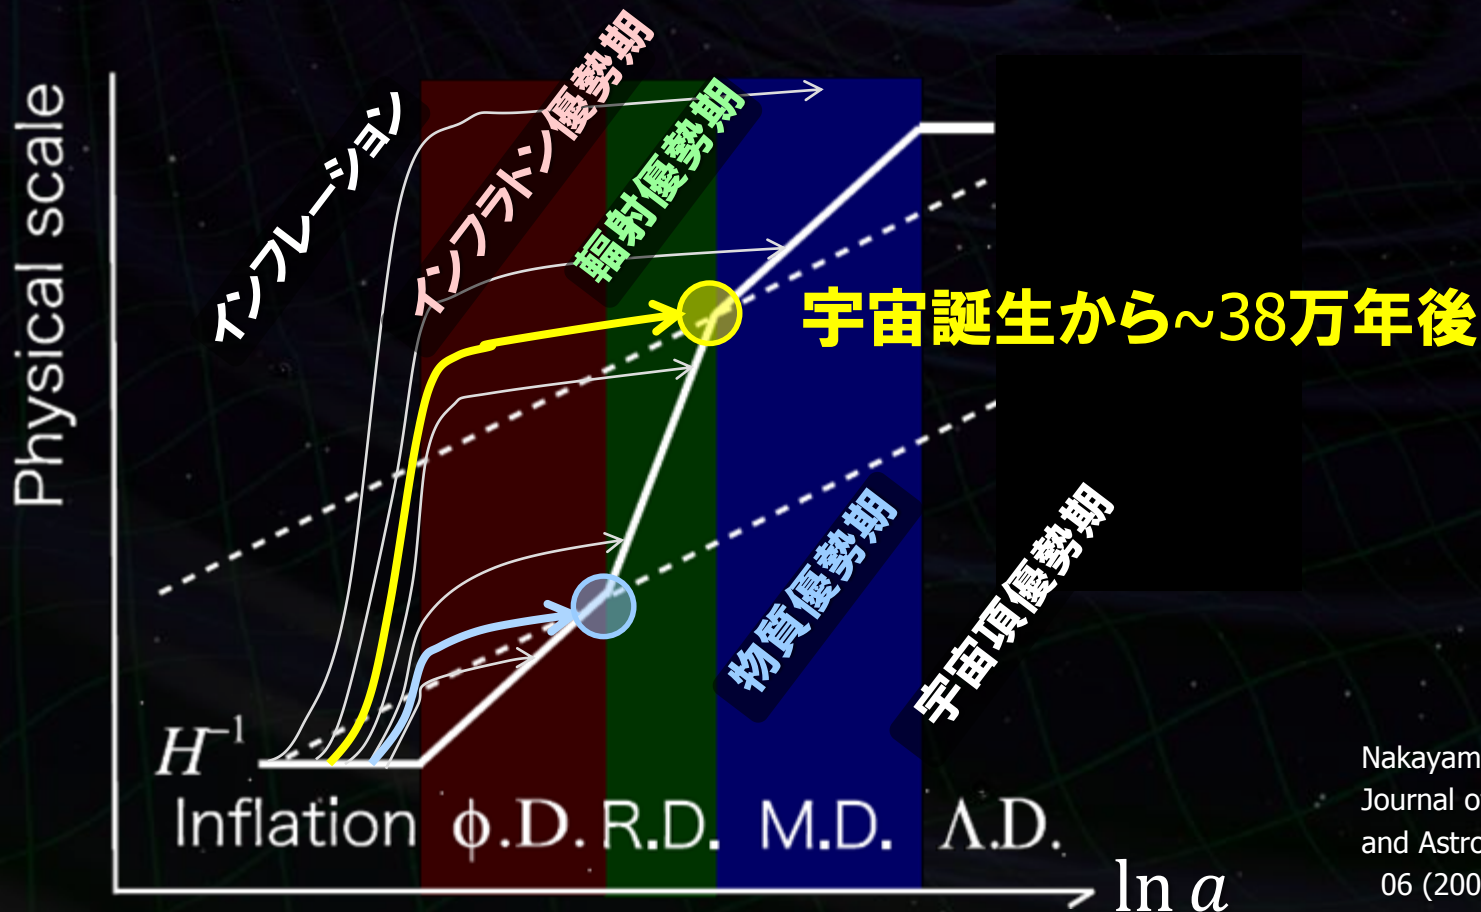 Physical scale
インフレーション
インフラトン優勢期
輻射優勢期
宇宙誕生から~38万年後
物質優勢期
宇宙項優勢期
H⁻¹
Inflation φ.D. R.D. M.D. Λ.D.
ln a
Nakayam
Journal o
and Astro
06 (200